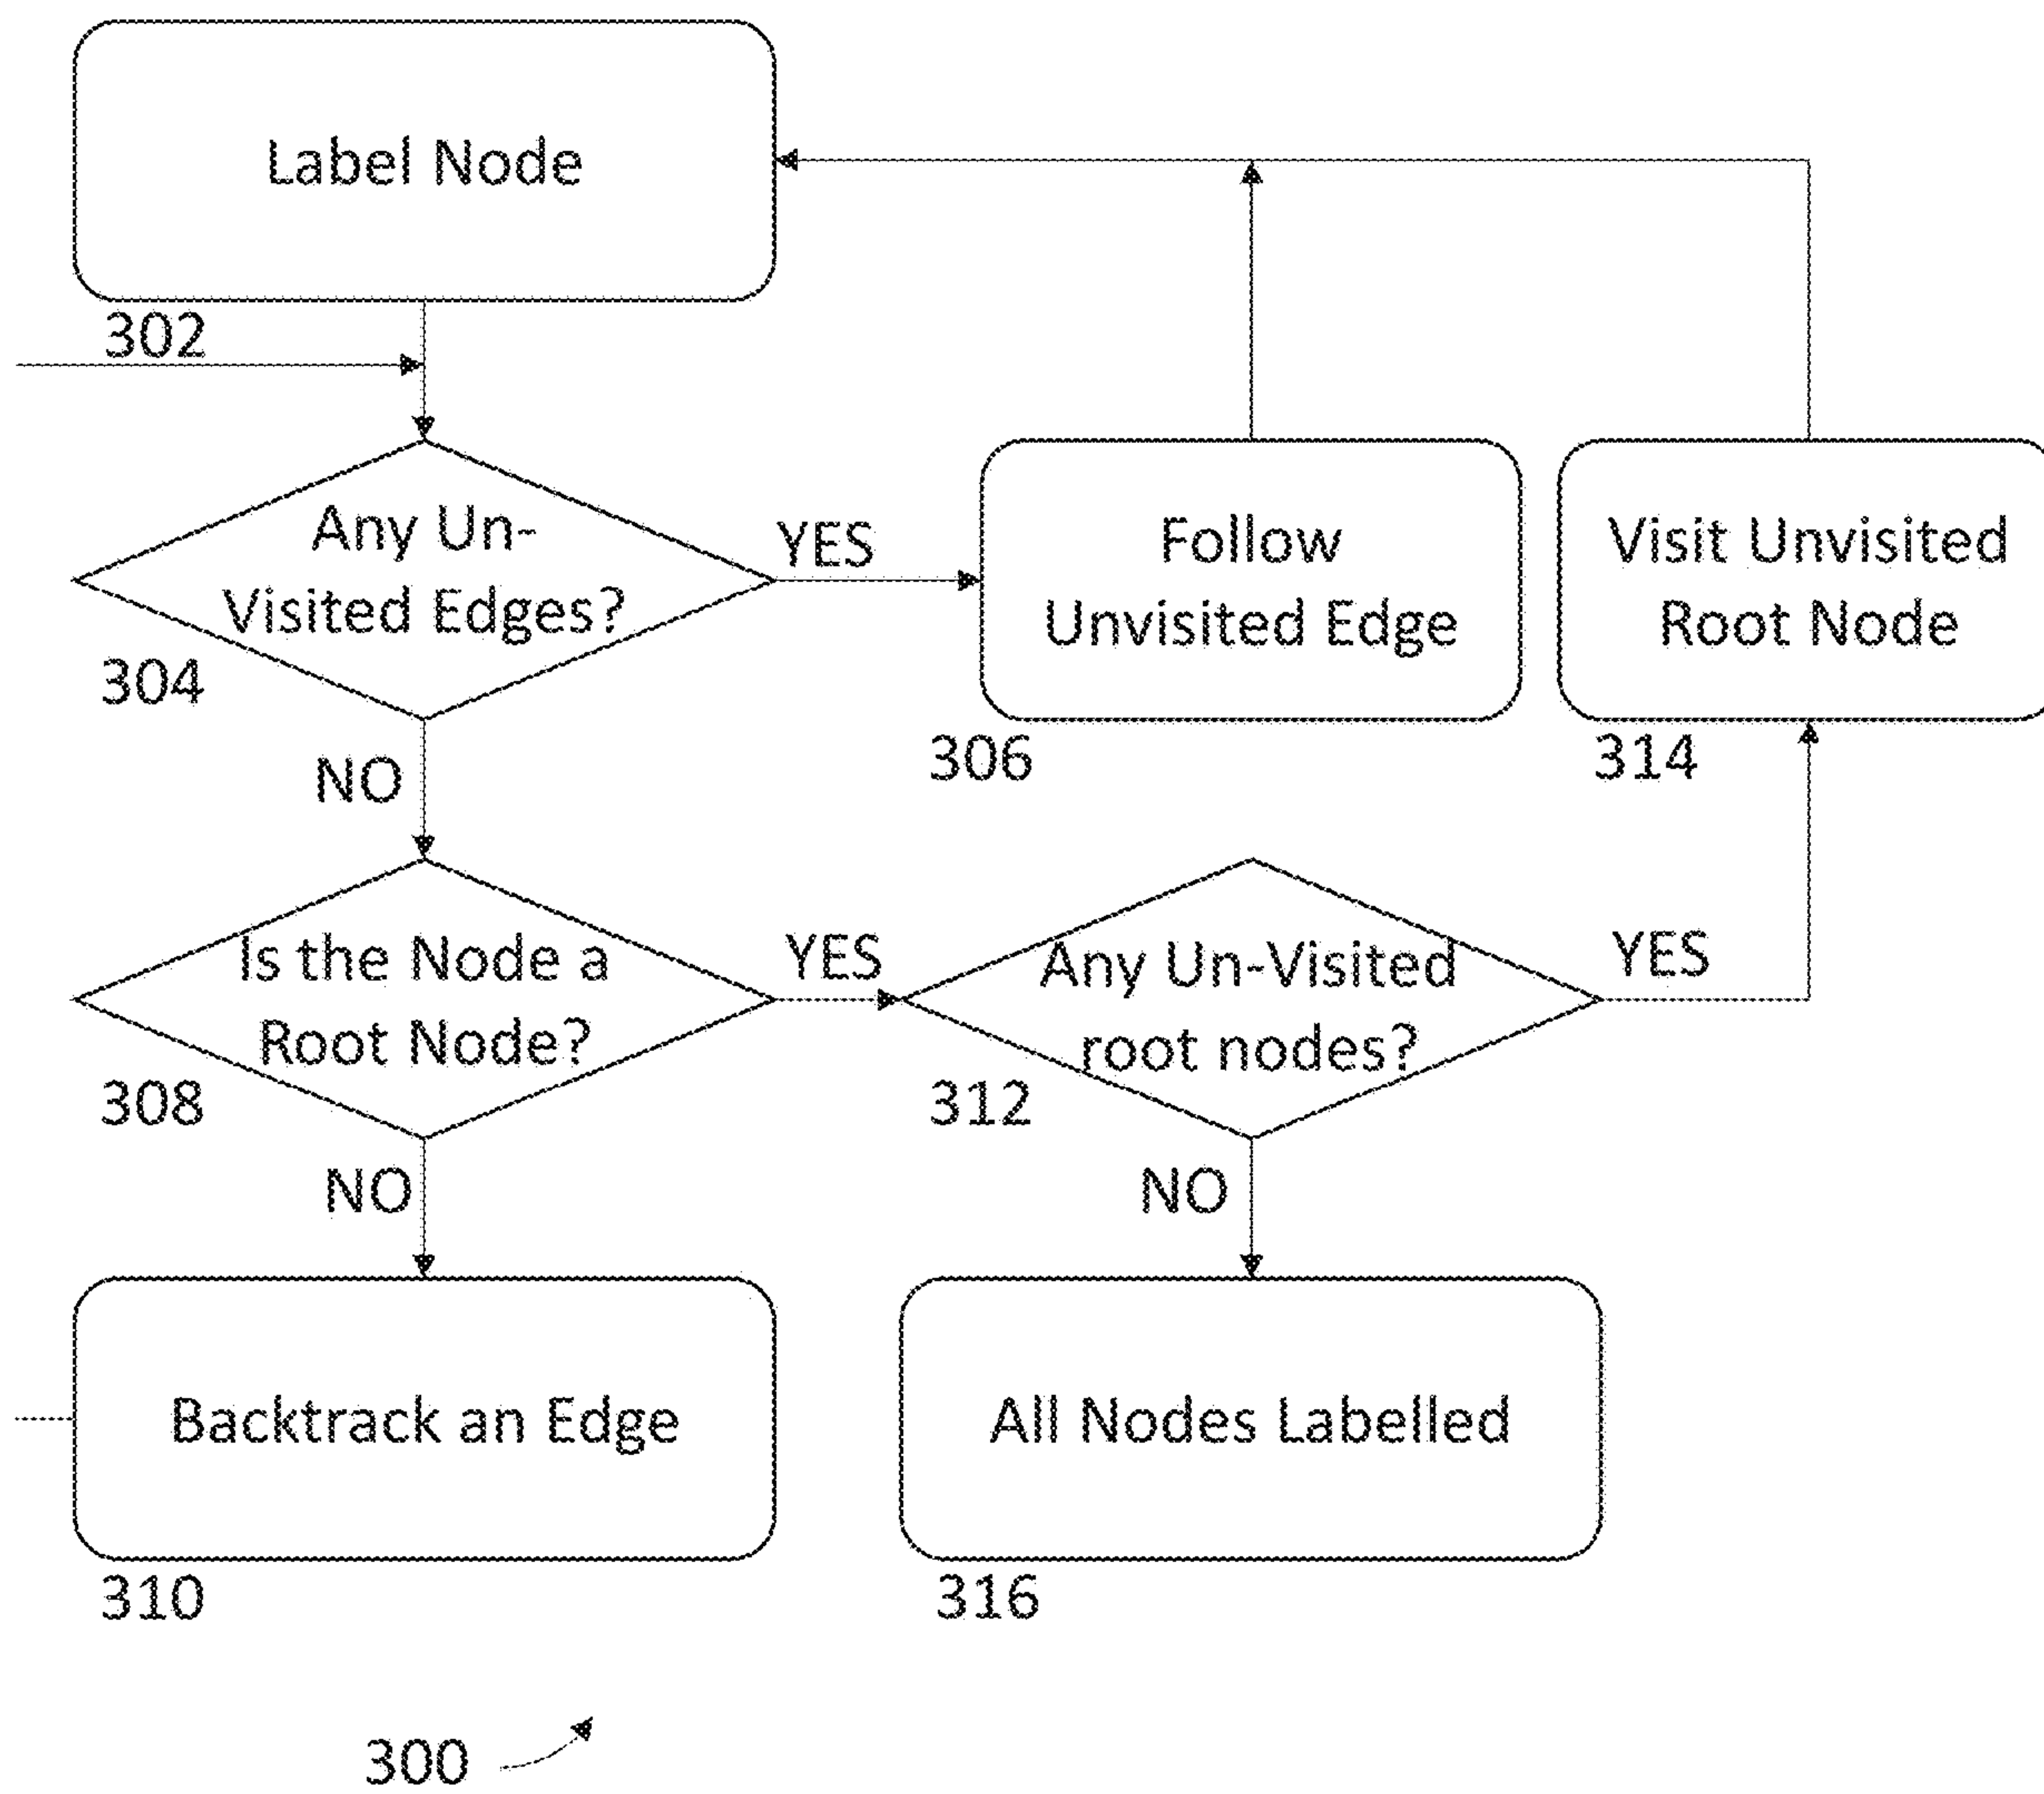 Label Node
302
Any Un-
Visited Edges?
304
YES
Follow
Unvisited Edge
306
Visit Unvisited
Root Node
314
NO
Is the Node a
Root Node?
308
YES
Any Un-Visited
root nodes?
312
YES
NO
NO
Backtrack an Edge
310
All Nodes Labelled
316
300